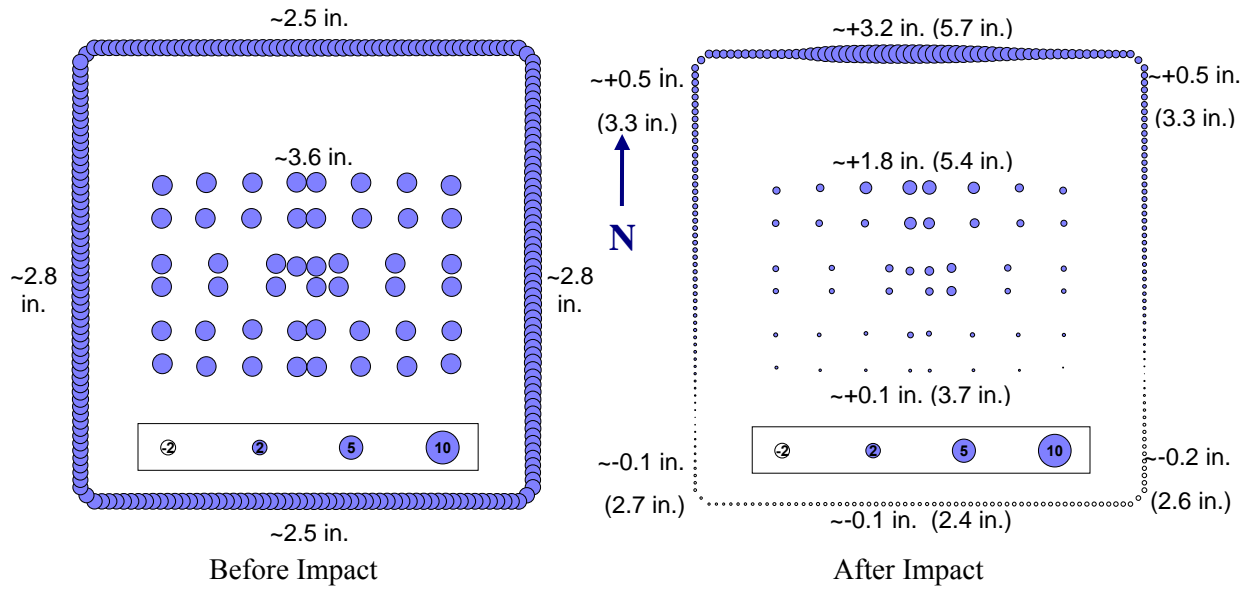 ~2.5 in.
~3.6 in.
~2.8
in.
~2.8
in.
-2 2 5 10
~2.5 in.
Before Impact
~+3.2 in. (5.7 in.)
~+0.5 in.
(3.3 in.)
~+0.5 in.
(3.3 in.)
N
~+1.8 in. (5.4 in.)
~+0.1 in. (3.7 in.)
-2 2 5 10
~-0.1 in.
(2.7 in.)
~-0.2 in.
(2.6 in.)
~-0.1 in. (2.4 in.)
After Impact